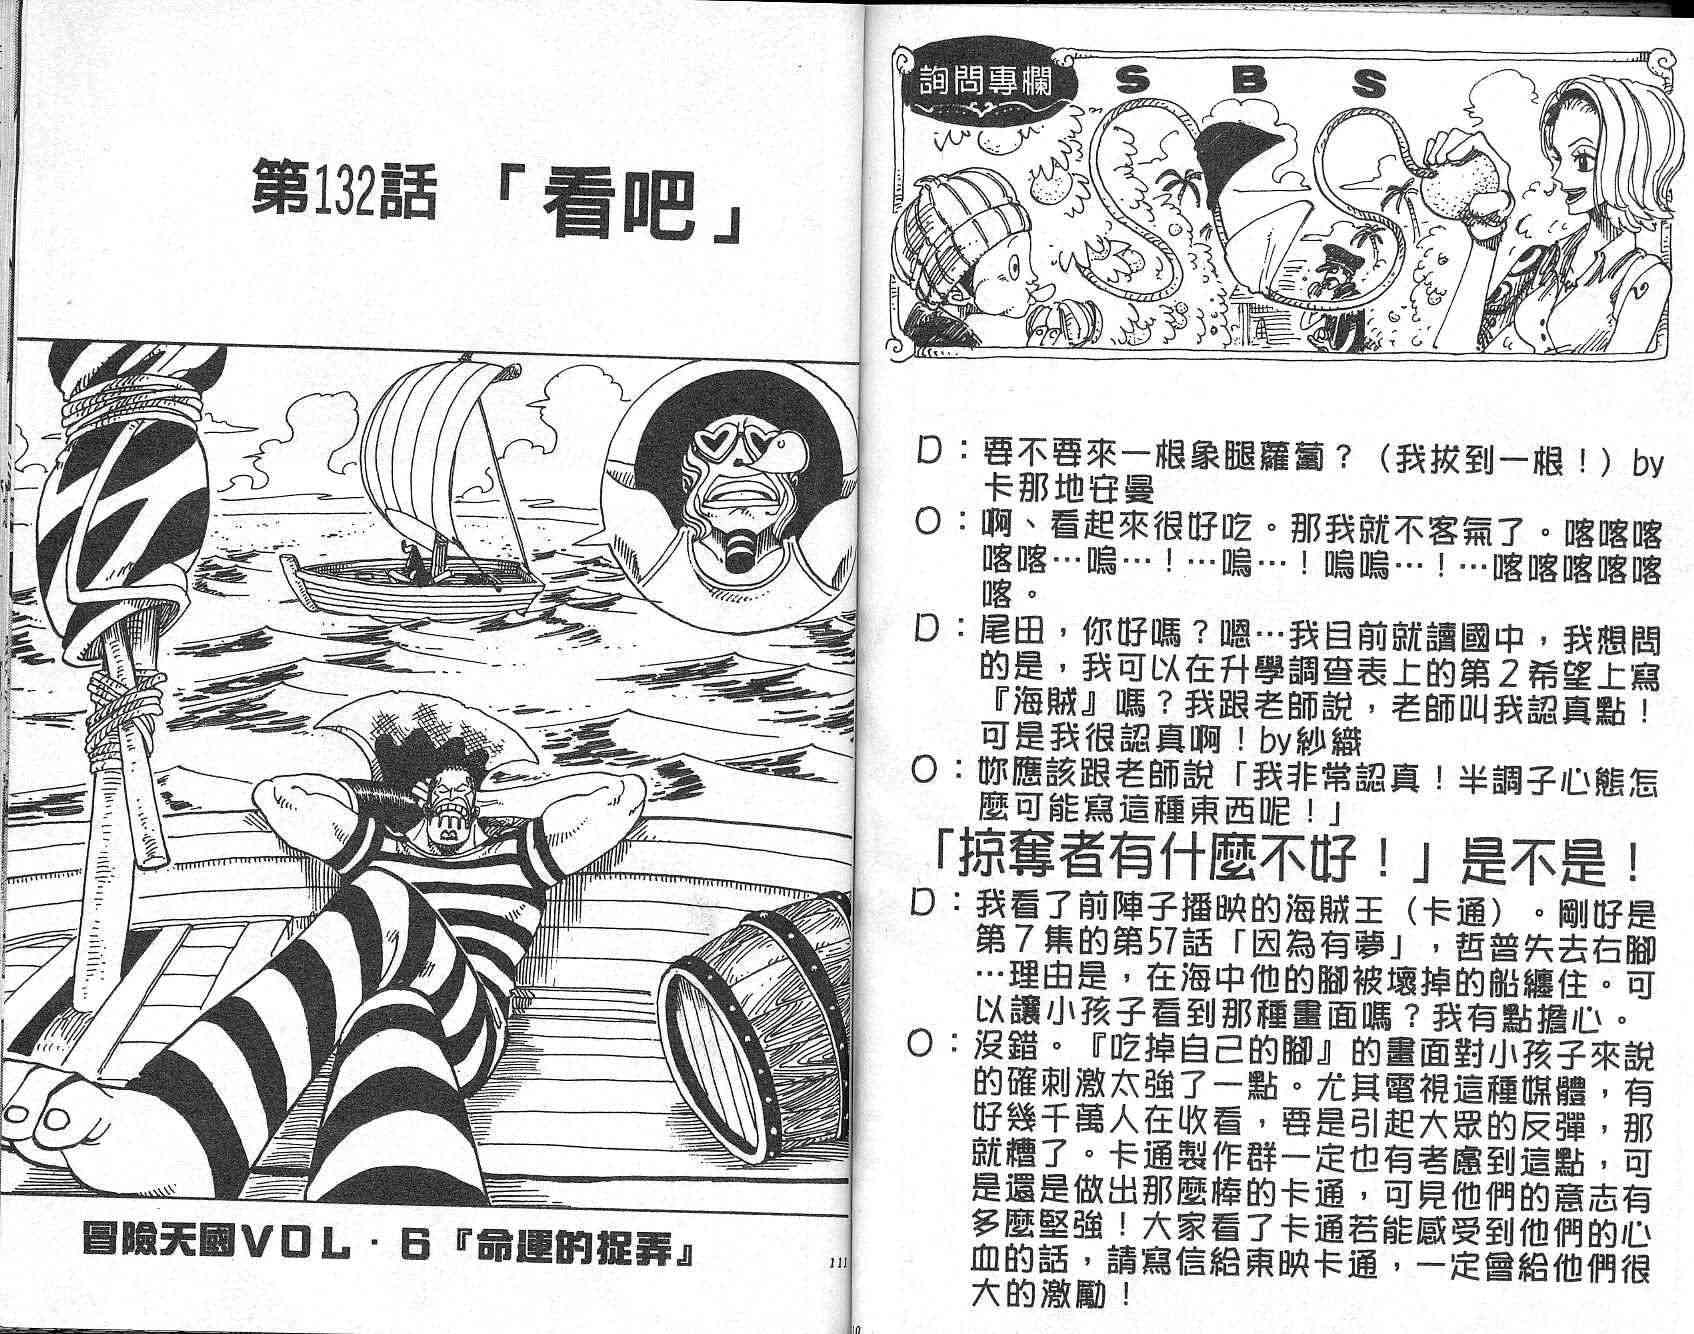 詢問專欄
S B S
D：要不要來一根象腿蘿蔔？（我拔到一根！）by
卡那地安曼
O：啊、看起來很好吃。那我就不客氣了。喀喀喀
喀喀…嗚…！…嗚…！嗚嗚…！…喀喀喀喀喀
喀。
D：尾田，你好嗎？嗯…我目前就讀國中，我想問
的是，我可以在升學調查表上的第２希望上寫
『海賊』嗎？我跟老師說，老師叫我認真點！
可是我很認真啊！by紗織
O：妳應該跟老師說「我非常認真！半調子心態怎
麼可能寫這種東西呢！」
「掠奪者有什麼不好！」是不是！
D：我看了前陣子播映的海賊王（卡通）。剛好是
第７集的第57話「因為有夢」，哲普失去右腳
…理由是，在海中他的腳被壞掉的船纏住。可
以讓小孩子看到那種畫面嗎？我有點擔心。
O：沒錯。『吃掉自己的腳』的畫面對小孩子來說
的確刺激太強了一點。尤其電視這種媒體，有
好幾千萬人在收看，要是引起大眾的反彈，那
就糟了。卡通製作群一定也有考慮到這點，可
是還是做出那麼棒的卡通，可見他們的意志有
多麼堅強！大家看了卡通若能感受到他們的心
血的話，請寫信給東映卡通，一定會給他們很
大的激勵！
第132話 「看吧」
冒險天國VOL．6『命運的捉弄』
111